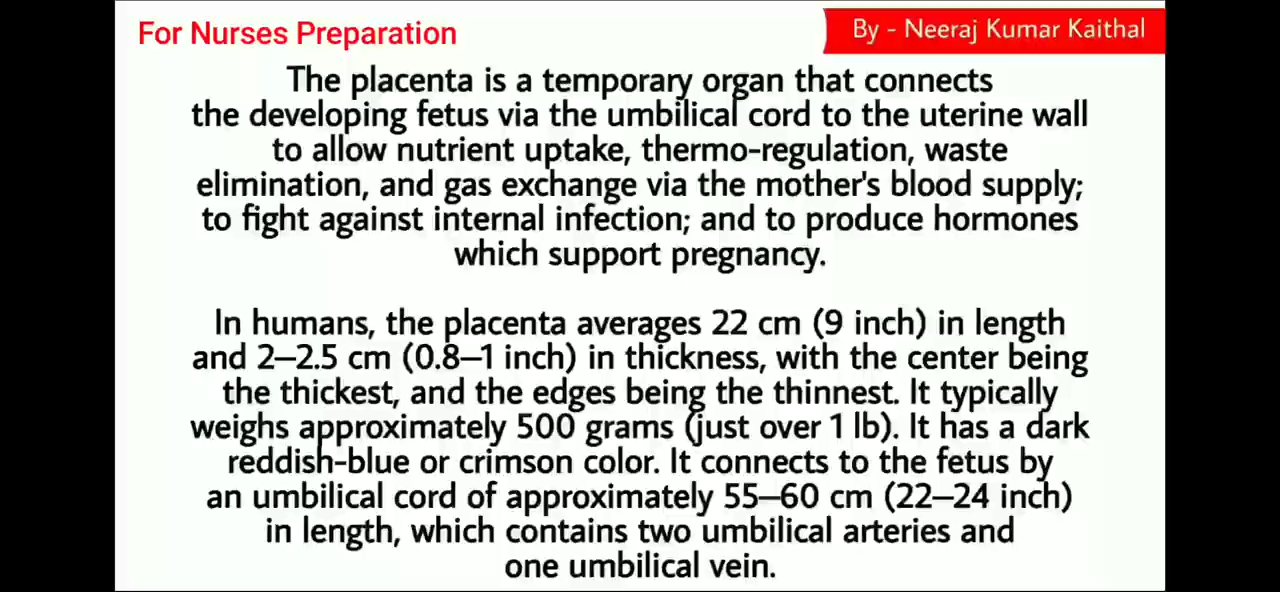 For Nurses Preparation
By - Neeraj Kumar Kaithal
The placenta is a temporary organ that connects
the developing fetus via the umbilical cord to the uterine wall
to allow nutrient uptake, thermo-regulation, waste
elimination, and gas exchange via the mother's blood supply;
to fight against internal infection; and to produce hormones
which support pregnancy.
In humans, the placenta averages 22 cm (9 inch) in length
and 2–2.5 cm (0.8–1 inch) in thickness, with the center being
the thickest, and the edges being the thinnest. It typically
weighs approximately 500 grams (just over 1 lb). It has a dark
reddish-blue or crimson color. It connects to the fetus by
an umbilical cord of approximately 55–60 cm (22–24 inch)
in length, which contains two umbilical arteries and
one umbilical vein.